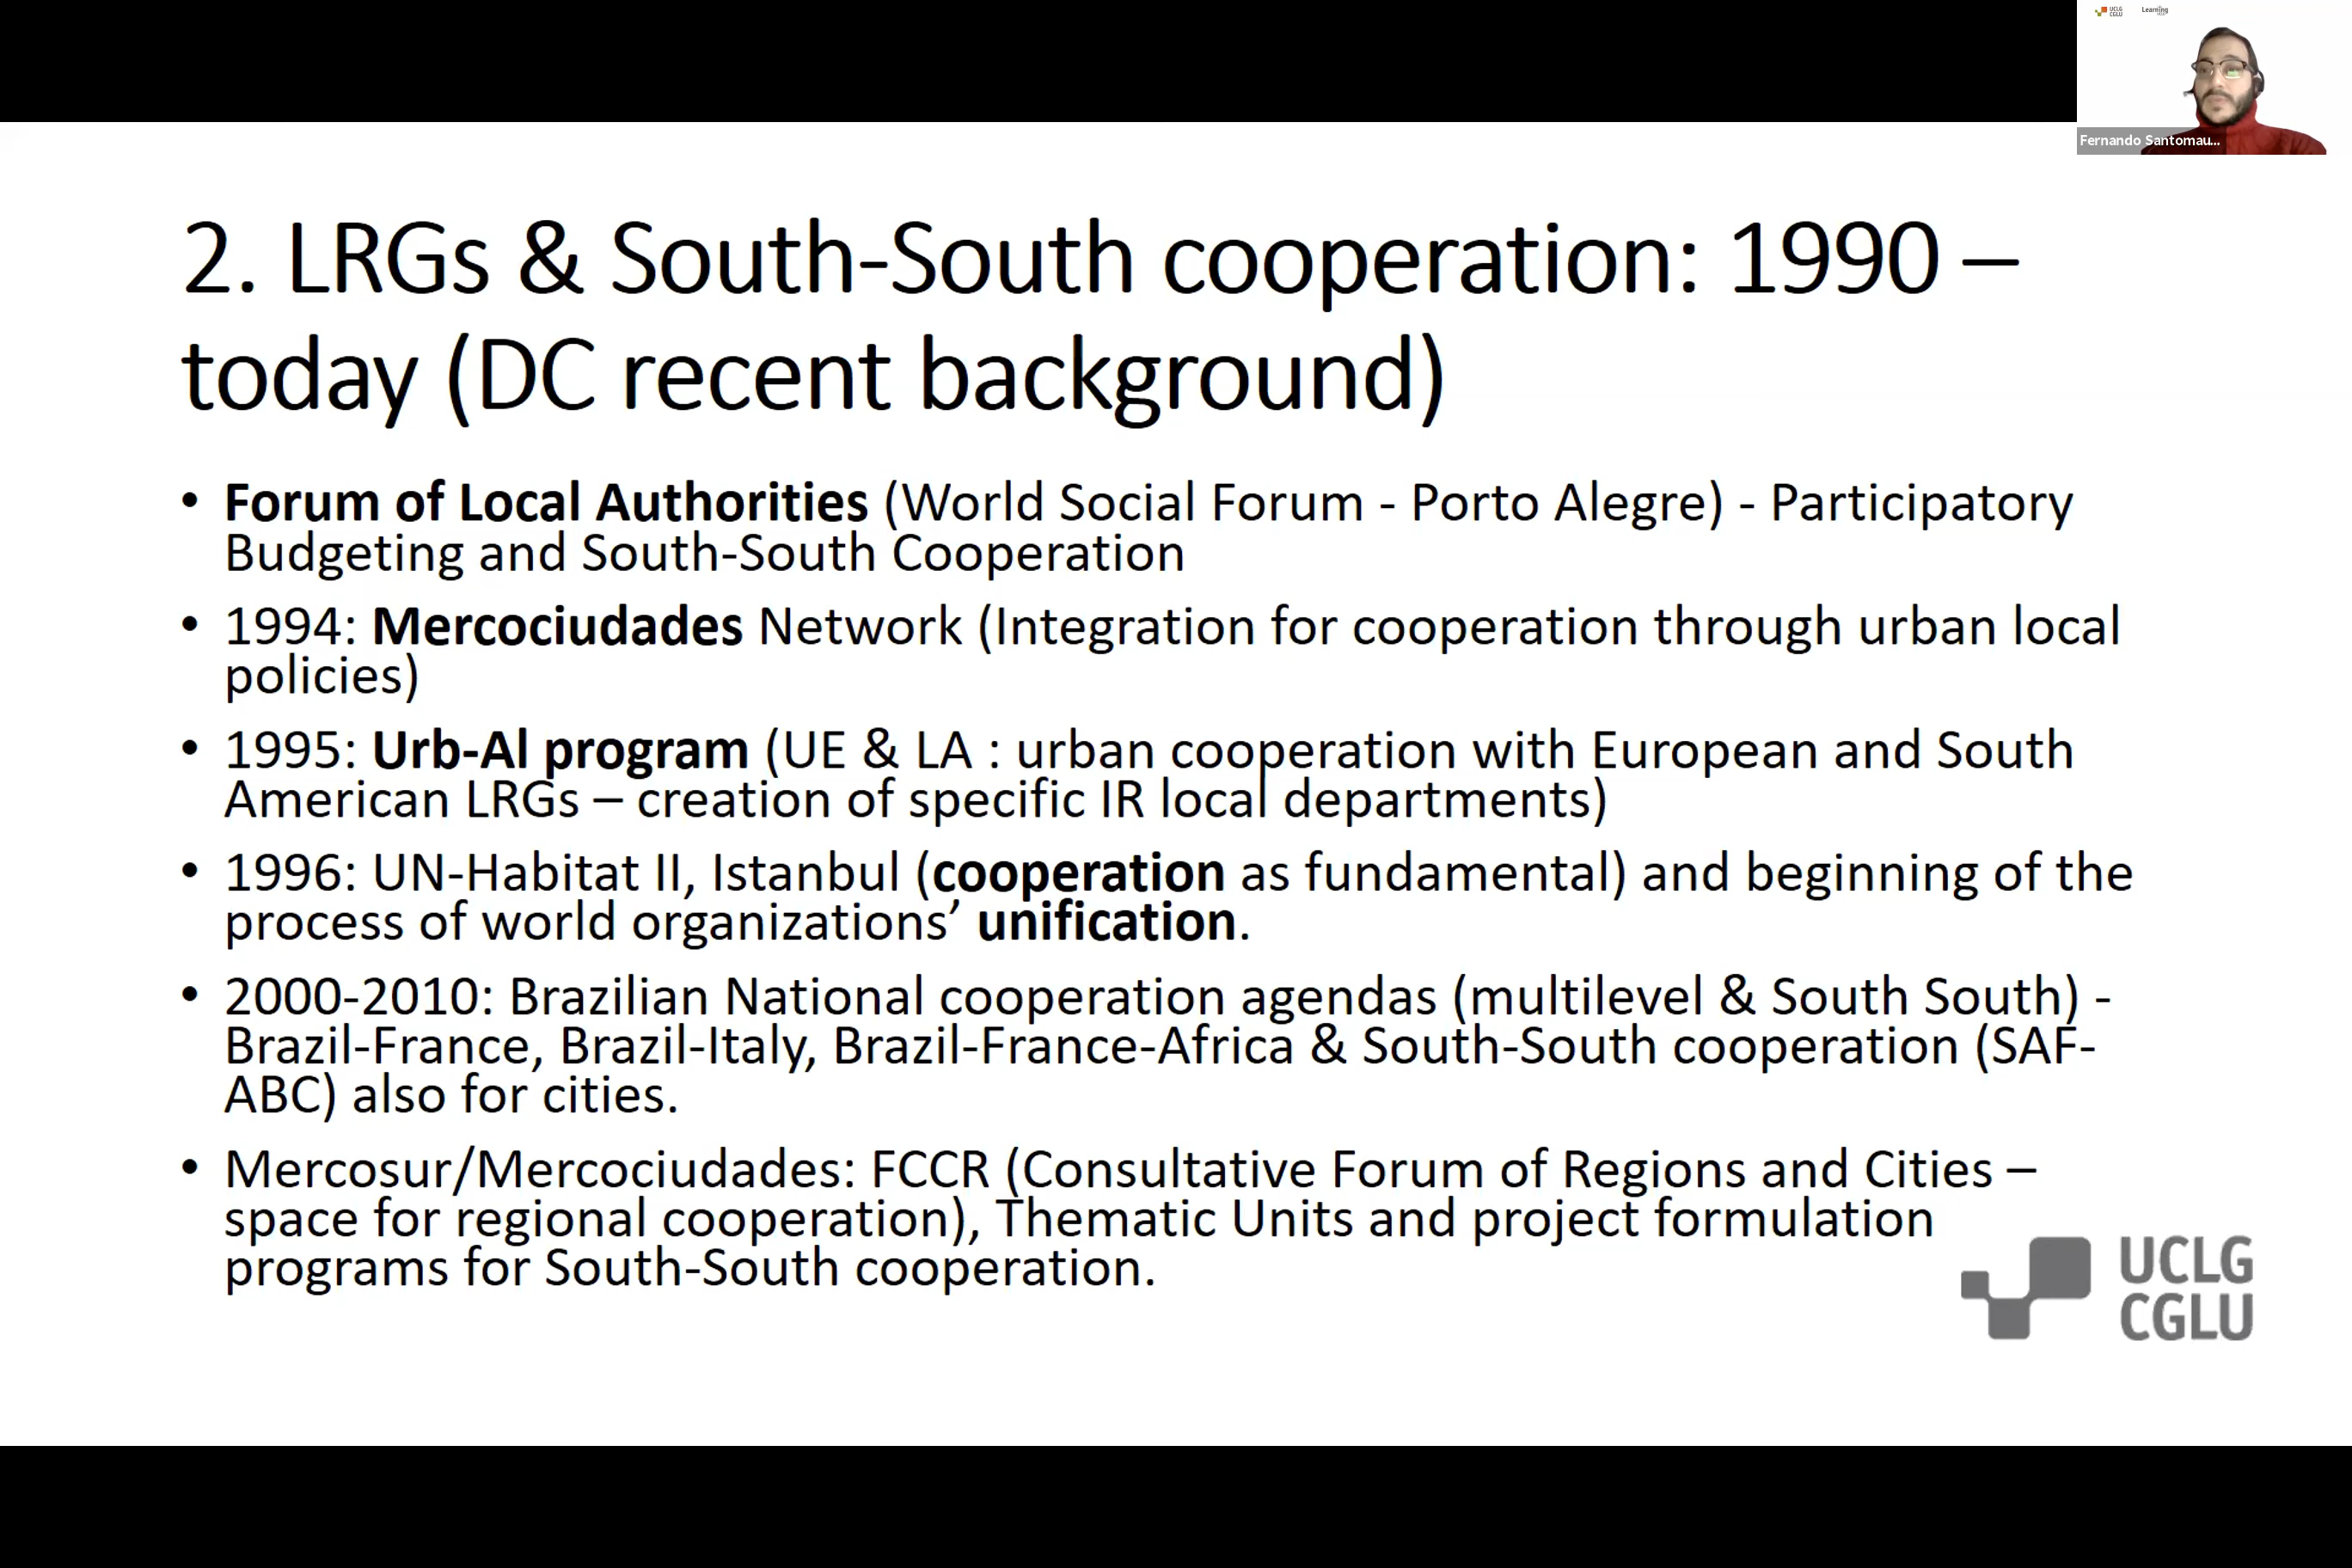 UCLG
CGLU
Learning
Fernando Santomau...
2. LRGs & South-South cooperation: 1990 –
today (DC recent background)
• Forum of Local Authorities (World Social Forum - Porto Alegre) - Participatory
Budgeting and South-South Cooperation
• 1994: Mercociudades Network (Integration for cooperation through urban local
policies)
• 1995: Urb-Al program (UE & LA : urban cooperation with European and South
American LRGs – creation of specific IR local departments)
• 1996: UN-Habitat II, Istanbul (cooperation as fundamental) and beginning of the
process of world organizations’ unification.
• 2000-2010: Brazilian National cooperation agendas (multilevel & South South) -
Brazil-France, Brazil-Italy, Brazil-France-Africa & South-South cooperation (SAF-
ABC) also for cities.
• Mercosur/Mercociudades: FCCR (Consultative Forum of Regions and Cities –
space for regional cooperation), Thematic Units and project formulation
programs for South-South cooperation.
UCLG
CGLU